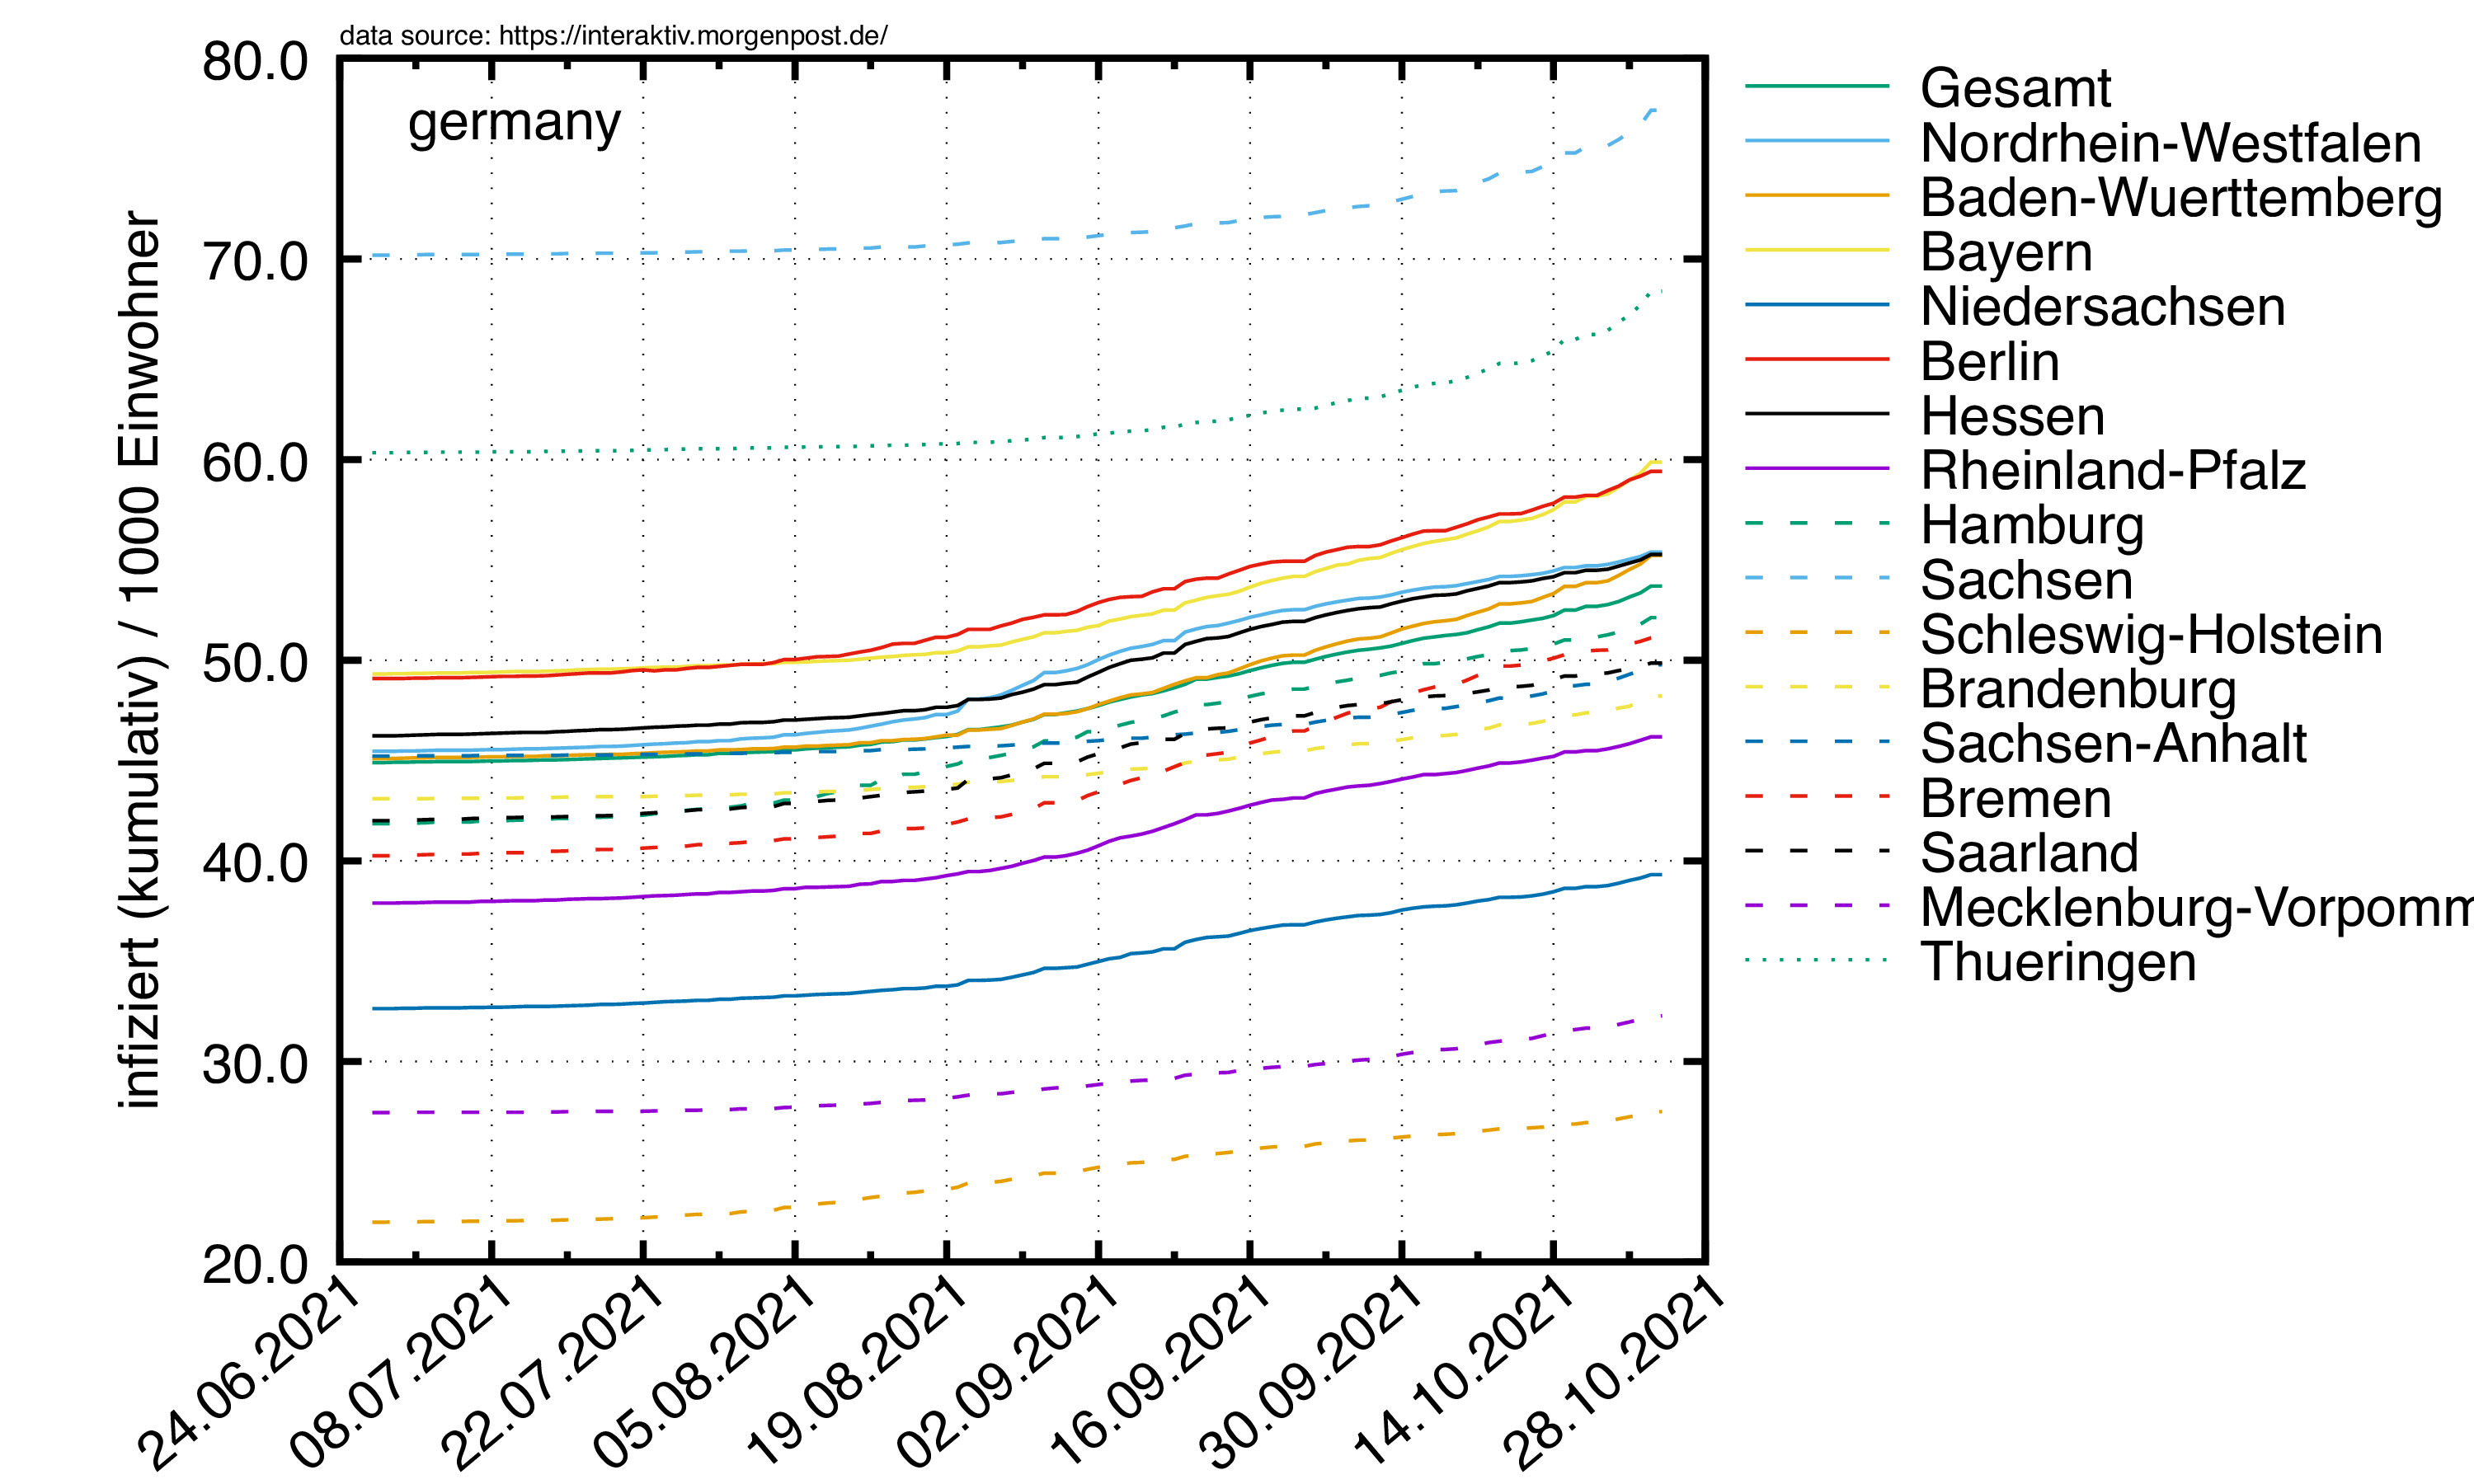 data source: https://interaktiv.morgenpost.de/
germany
infiziert (kumulativ) / 1000 Einwohner
80.0
70.0
60.0
50.0
40.0
30.0
20.0
24.06.2021
08.07.2021
22.07.2021
05.08.2021
19.08.2021
02.09.2021
16.09.2021
30.09.2021
14.10.2021
28.10.2021
Gesamt
Nordrhein-Westfalen
Baden-Wuerttemberg
Bayern
Niedersachsen
Berlin
Hessen
Rheinland-Pfalz
Hamburg
Sachsen
Schleswig-Holstein
Brandenburg
Sachsen-Anhalt
Bremen
Saarland
Mecklenburg-Vorpomm
Thueringen